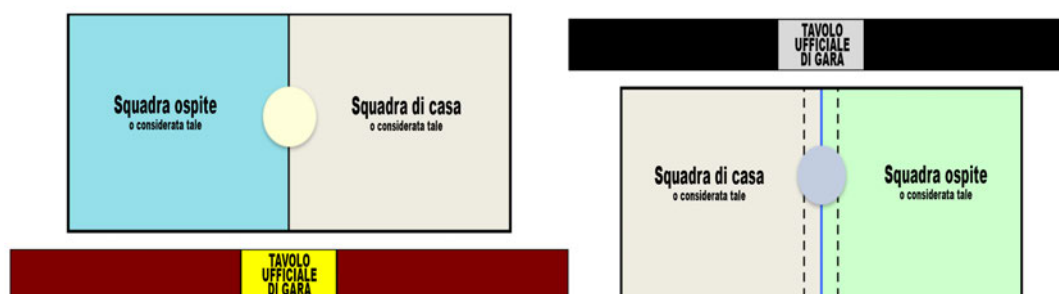 Squadra ospite
o considerata tale
Squadra di casa
o considerata tale
TAVOLO
UFFICIALE
DI GARA
TAVOLO
UFFICIALE
DI GARA
Squadra di casa
o considerata tale
Squadra ospite
o considerata tale